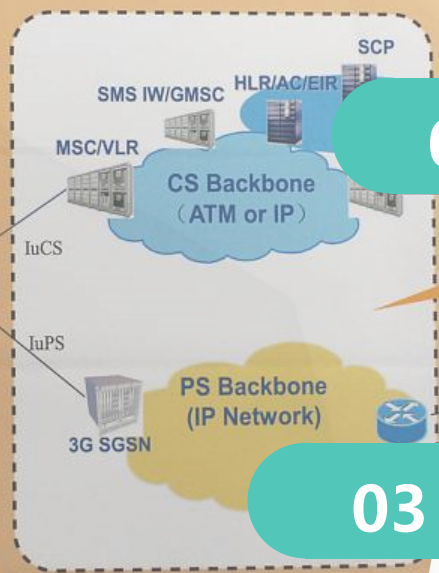 SCP
SMS IW/GMSC
HLR/AC/EIR
MSC/VLR
CS Backbone
（ATM or IP）
IuCS
IuPS
PS Backbone
(IP Network)
3G SGSN
03